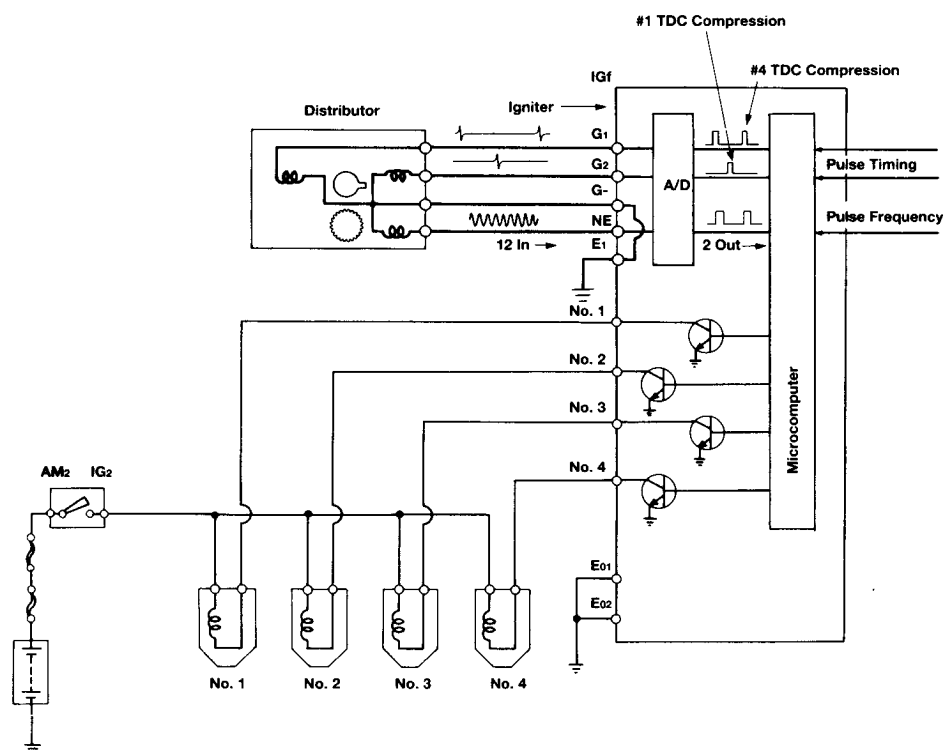 #1 TDC Compression
#4 TDC Compression
IGf
Igniter
Distributor
G1
G2
G-
NE
E1
12 In
A/D
2 Out
Pulse Timing
Pulse Frequency
Microcomputer
No. 1
No. 2
No. 3
No. 4
AM2 IG2
E01
E02
No. 1 No. 2 No. 3 No. 4